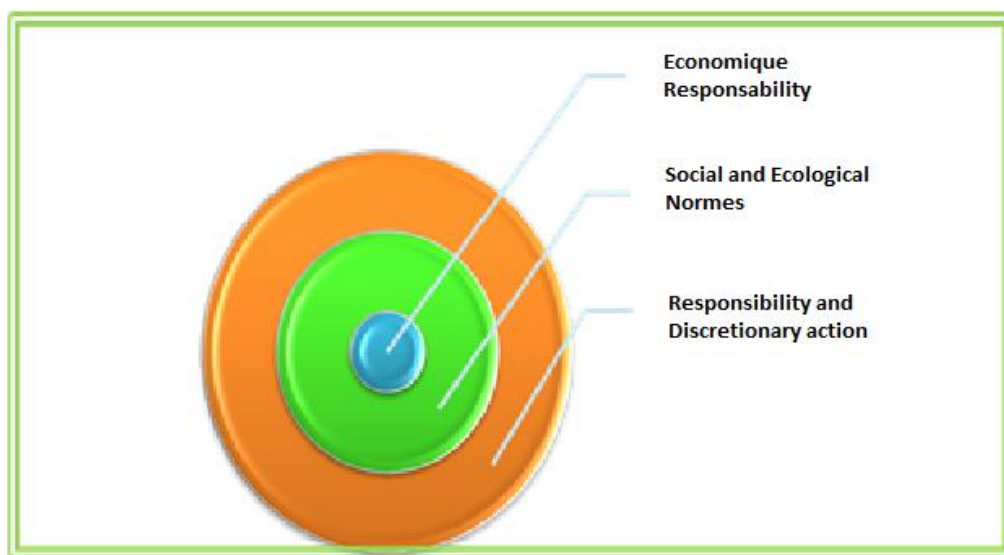 Economique
Responsability
Social and Ecological
Normes
Responsibility and
Discretionary action